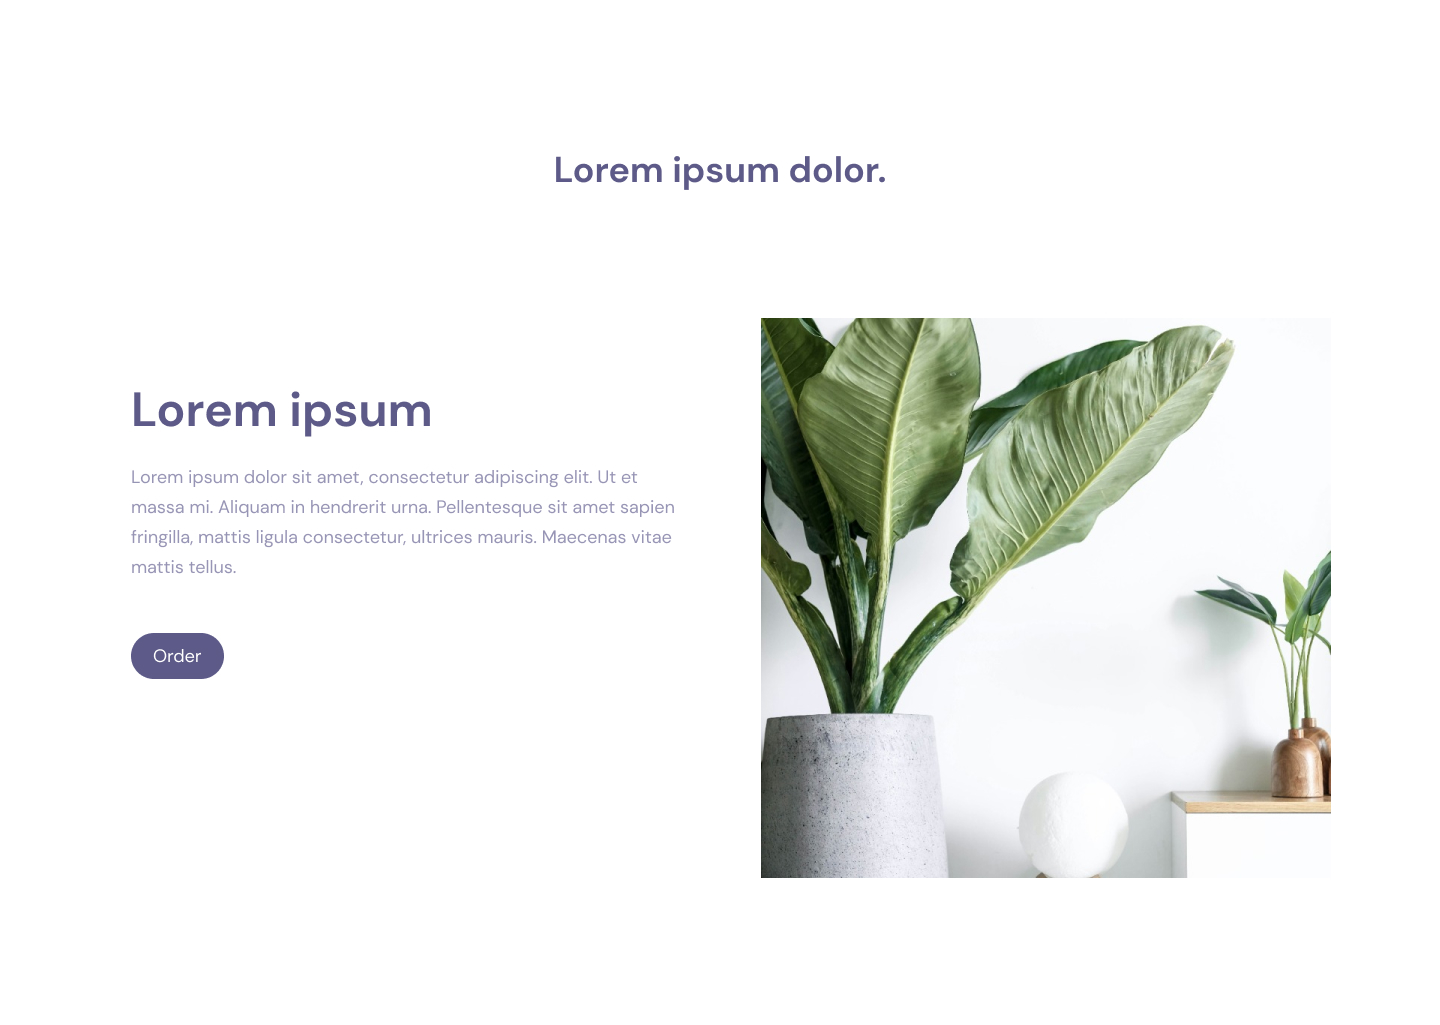 Lorem ipsum dolor.
Lorem ipsum
Lorem ipsum dolor sit amet, consectetur adipiscing elit. Ut et
massa mi. Aliquam in hendrerit urna. Pellentesque sit amet sapien
fringilla, mattis ligula consectetur, ultrices mauris. Maecenas vitae
mattis tellus.
Order